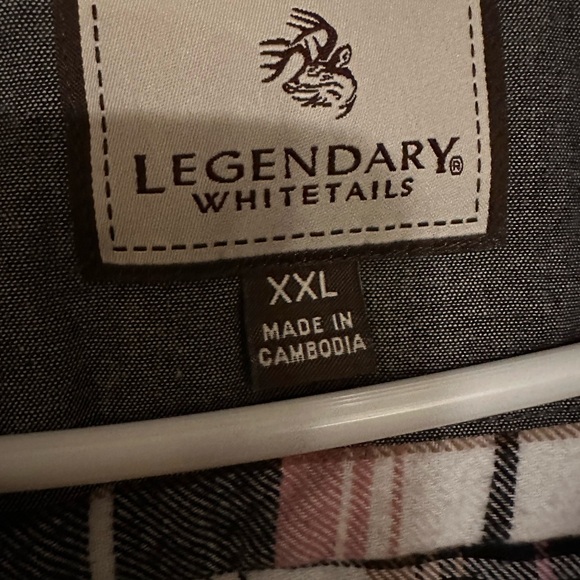 LEGENDARY®
WHITETAILS
XXL
MADE IN
CAMBODIA